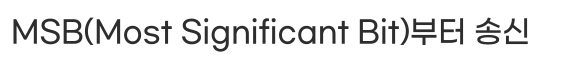 MSB(Most Significant Bit)부터 송신